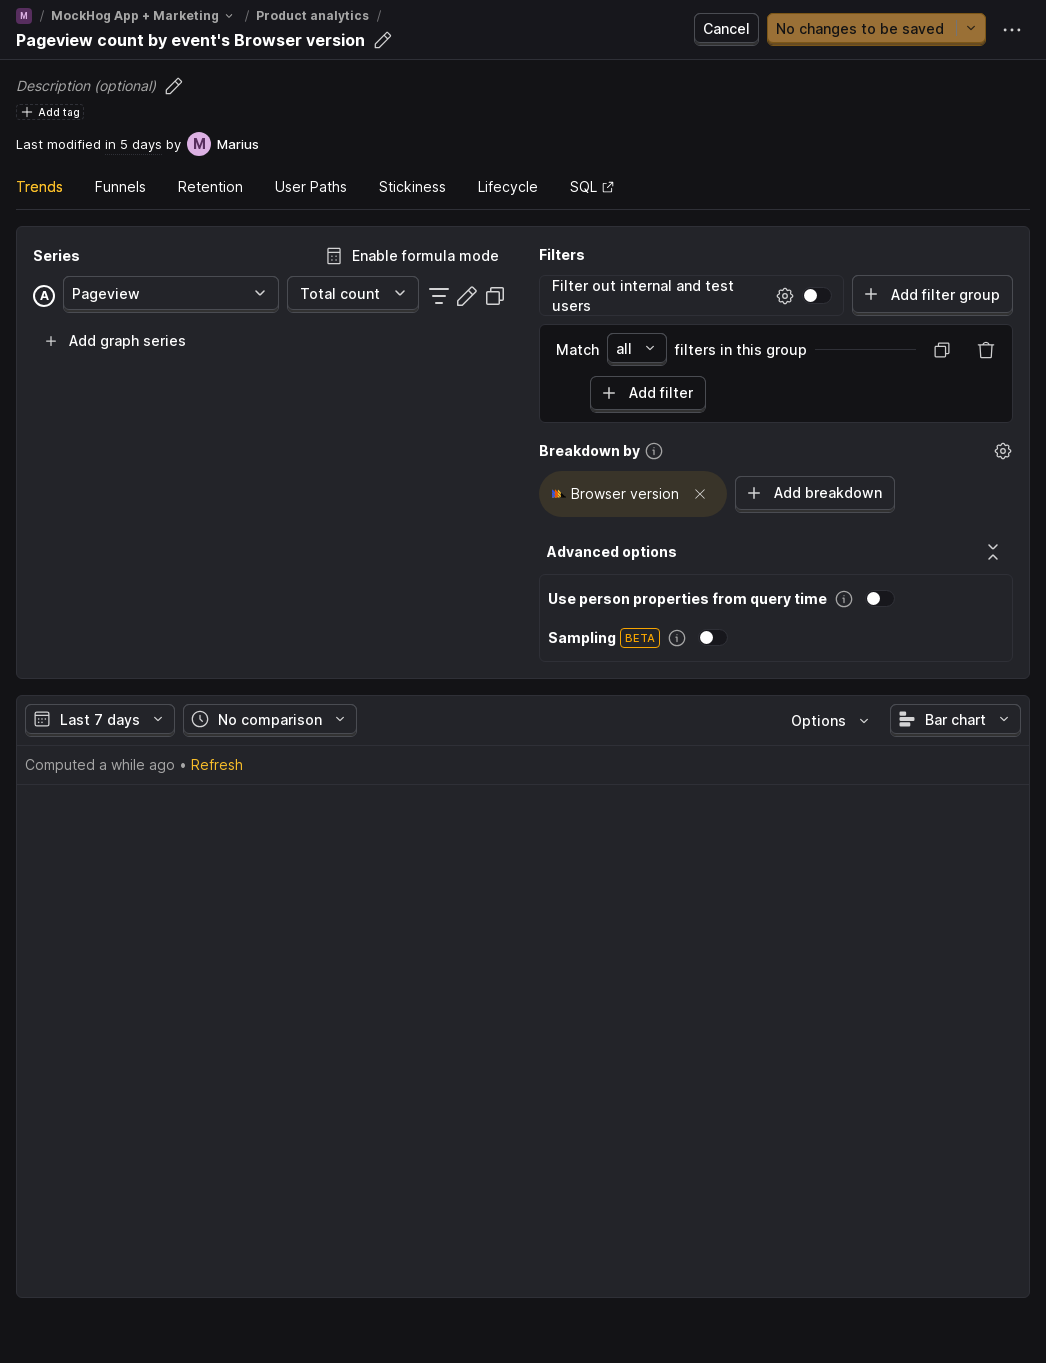 M / MockHog App + Marketing / Product analytics /
Pageview count by event's Browser version
Cancel
No changes to be saved
Description (optional)
Add tag
Last modified in 5 days by M Marius
Trends Funnels Retention User Paths Stickiness Lifecycle SQL
Series
Enable formula mode
A Pageview Total count
Add graph series
Filters
Filter out internal and test
users
Add filter group
Match all filters in this group
Add filter
Breakdown by
Browser version
Add breakdown
Advanced options
Use person properties from query time
Sampling BETA
Last 7 days No comparison Options Bar chart
Computed a while ago • Refresh